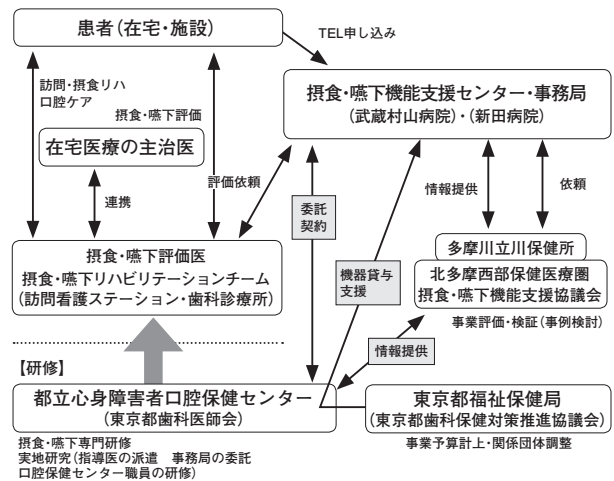 患者(在宅・施設)
TEL申し込み
訪問・摂食リハ
口腔ケア
摂食・嚥下評価
摂食・嚥下機能支援センター・事務局
(武蔵村山病院)・(新田病院)
在宅医療の主治医
連携
評価依頼
委託
契約
情報提供
依頼
摂食・嚥下評価医
摂食・嚥下リハビリテーションチーム
(訪問看護ステーション・歯科診療所)
機器貸与
支援
多摩川立川保健所
北多摩西部保健医療圏
摂食・嚥下機能支援協議会
事業評価・検証(事例検討)
情報提供
【研修】
都立心身障害者口腔保健センター
(東京都歯科医師会)
東京都福祉保健局
(東京都歯科保健対策推進協議会)
摂食・嚥下専門研修
実地研究(指導医の派遣 事務局の委託
口腔保健センター職員の研修)
事業予算計上・関係団体調整